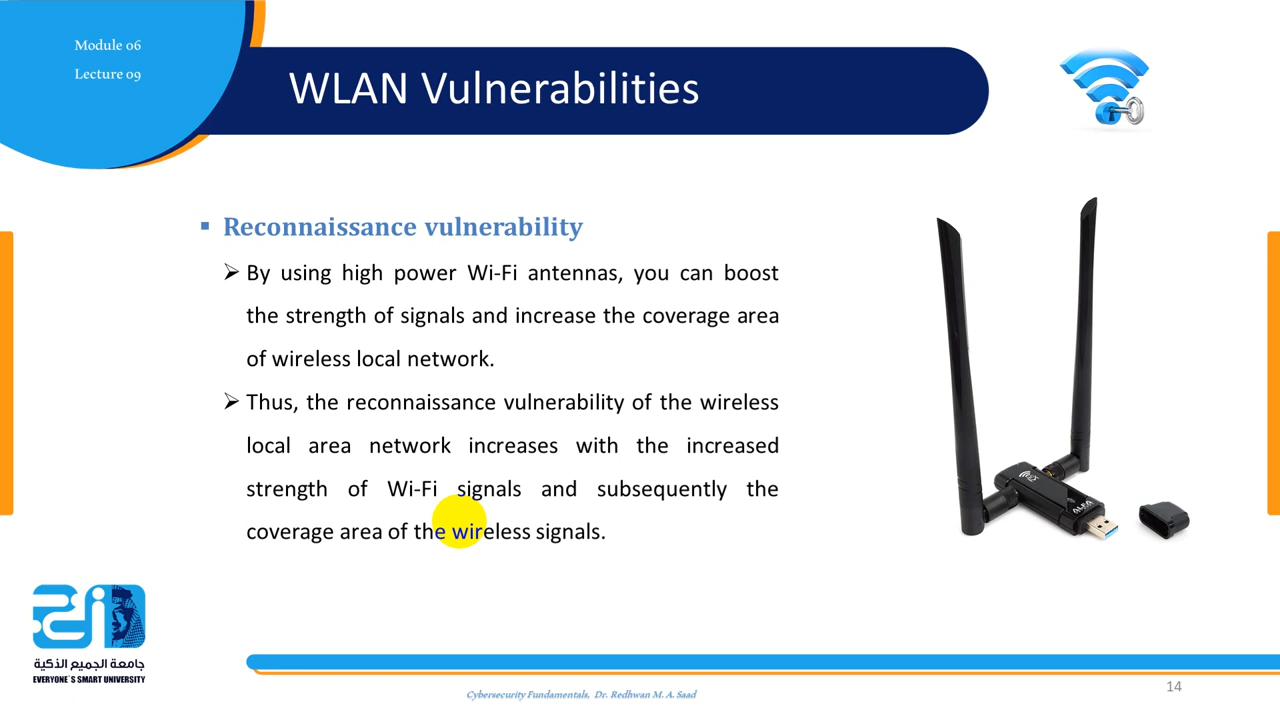 Module 06
Lecture 09
WLAN Vulnerabilities
▪ Reconnaissance vulnerability
➢ By using high power Wi-Fi antennas, you can boost
the strength of signals and increase the coverage area
of wireless local network.
➢ Thus, the reconnaissance vulnerability of the wireless
local area network increases with the increased
strength of Wi-Fi signals and subsequently the
coverage area of the wireless signals.
ALFA
جامعة الجميع الذكية
EVERYONE`S SMART UNIVERSITY
Cybersecurity Fundamentals, Dr. Redhwan M. A. Saad
14